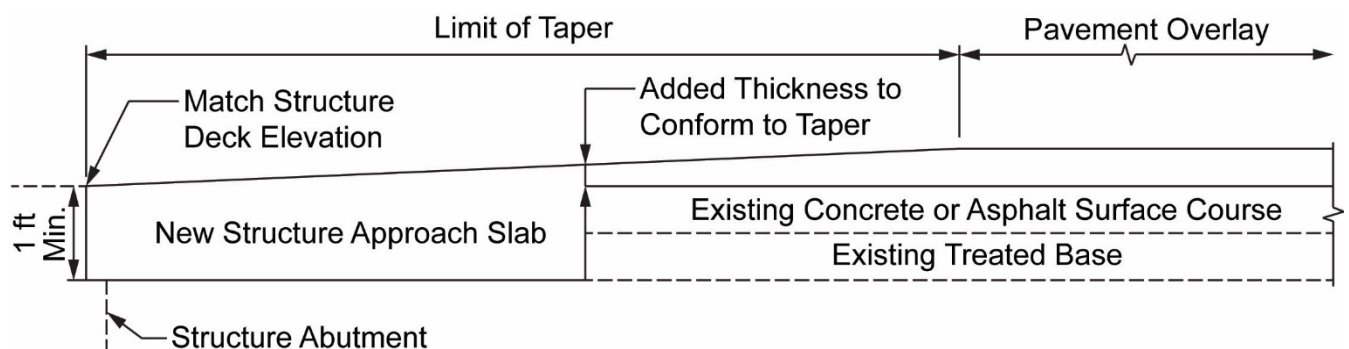 Limit of Taper
Pavement Overlay
Match Structure
Deck Elevation
Added Thickness to
Conform to Taper
1 ft
Min.
New Structure Approach Slab
Existing Concrete or Asphalt Surface Course
Existing Treated Base
Structure Abutment